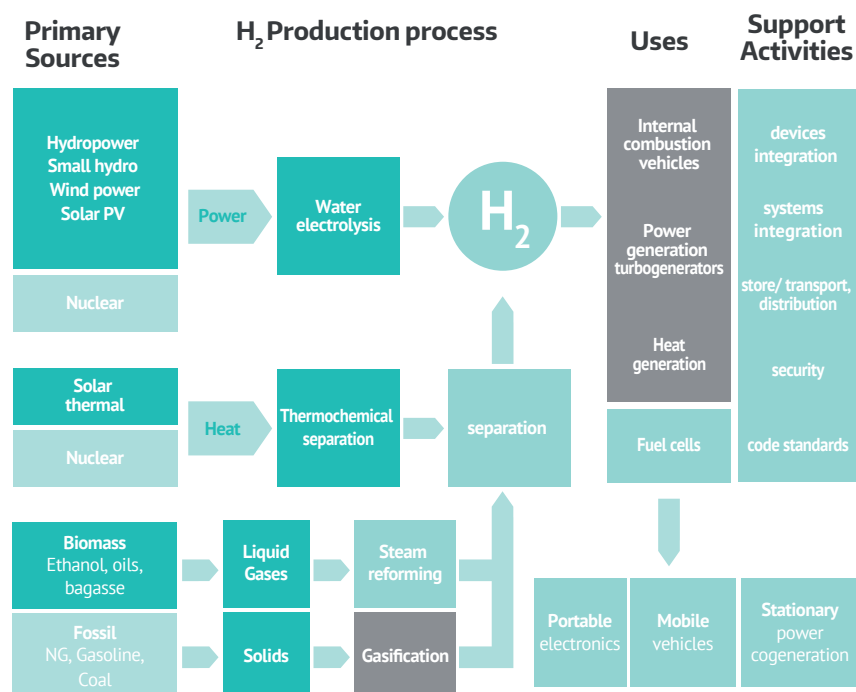 Primary
Sources
H2 Production process
Uses
Support
Activities
Hydropower
Small hydro
Wind power
Solar PV
Nuclear
Power
Water
electrolysis
H2
Solar
thermal
Nuclear
Heat
Thermochemical
separation
separation
Biomass
Ethanol, oils,
bagasse
Liquid
Gases
Steam
reforming
Fossil
NG, Gasoline,
Coal
Solids
Gasification
Internal
combustion
vehicles
Power
generation
turbogenerators
Heat
generation
Fuel cells
devices
integration
systems
integration
store/ transport,
distribution
security
code standards
Portable
electronics
Mobile
vehicles
Stationary
power
cogeneration